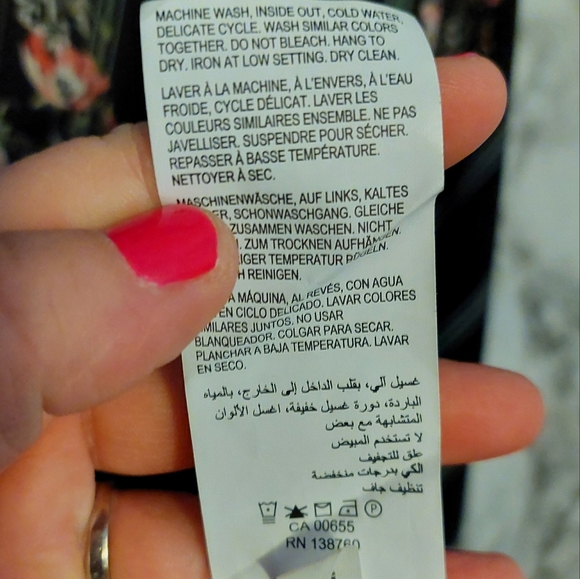 MACHINE WASH, INSIDE OUT, COLD WATER,
DELICATE CYCLE. WASH SIMILAR COLORS
TOGETHER. DO NOT BLEACH. HANG TO
DRY. IRON AT LOW SETTING. DRY CLEAN.
LAVER À LA MACHINE, À L'ENVERS, À L'EAU
FROIDE, CYCLE DÉLICAT. LAVER LES
COULEURS SIMILAIRES ENSEMBLE. NE PAS
JAVELLISER. SUSPENDRE POUR SÉCHER.
REPASSER À BASSE TEMPÉRATURE.
NETTOYER À SEC.
MASCHINENWÄSCHE, AUF LINKS, KALTES
SCHONWASCHGANG. GLEICHE
ZUSAMMEN WASCHEN. NICHT
ZUM TROCKNEN AUFHÄNGEN.
TEMPERATUR BÜGELN.
REINIGEN.
A MÁQUINA, AL REVÉS, CON AGUA
EN CICLO DELICADO. LAVAR COLORES
SIMILARES JUNTOS. NO USAR
BLANQUEADOR. COLGAR PARA SECAR.
PLANCHAR A BAJA TEMPERATURA. LAVAR
EN SECO.
غسيل آلي، بقلب الداخل إلى الخارج، بالمياه
الباردة، دورة غسيل خفيفة، اغسل الألوان
المتشابهة مع بعض
لا تستخدم المبيض
علق للتجفيف
الكي بدرجات منخفضة
تنظيف جاف
P
CA 00655
RN 138760